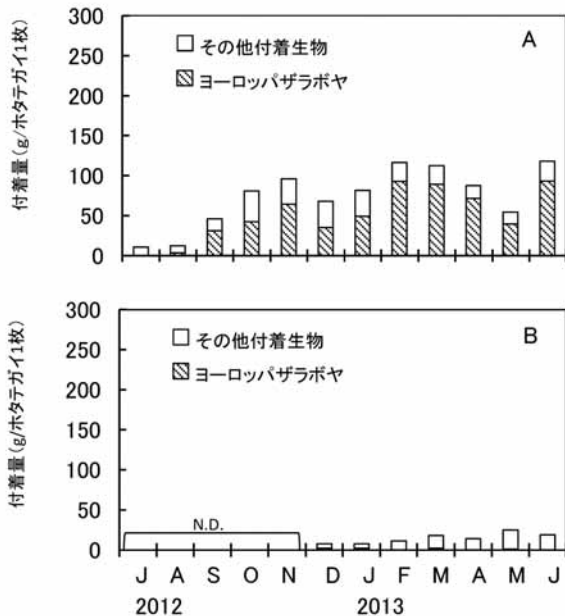 付着量(g/ホタテガイ1枚)
300
250
200
150
100
50
0
その他付着生物
ヨーロッパザラボヤ
A
付着量(g/ホタテガイ1枚)
300
250
200
150
100
50
0
その他付着生物
ヨーロッパザラボヤ
B
N.D.
J A S O N D J F M A M J
2012 2013